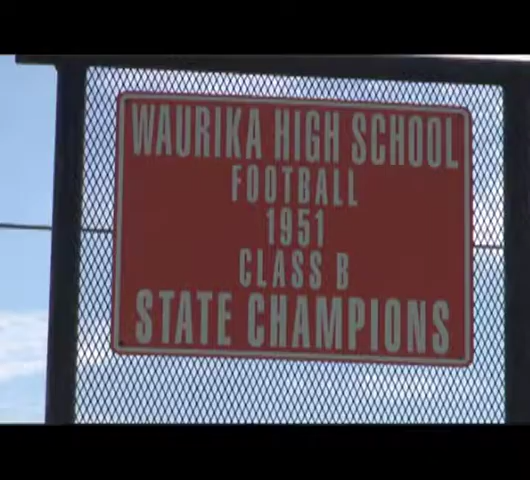 WAURIKA HIGH SCHOOL
FOOTBALL
1951
CLASS B
STATE CHAMPIONS